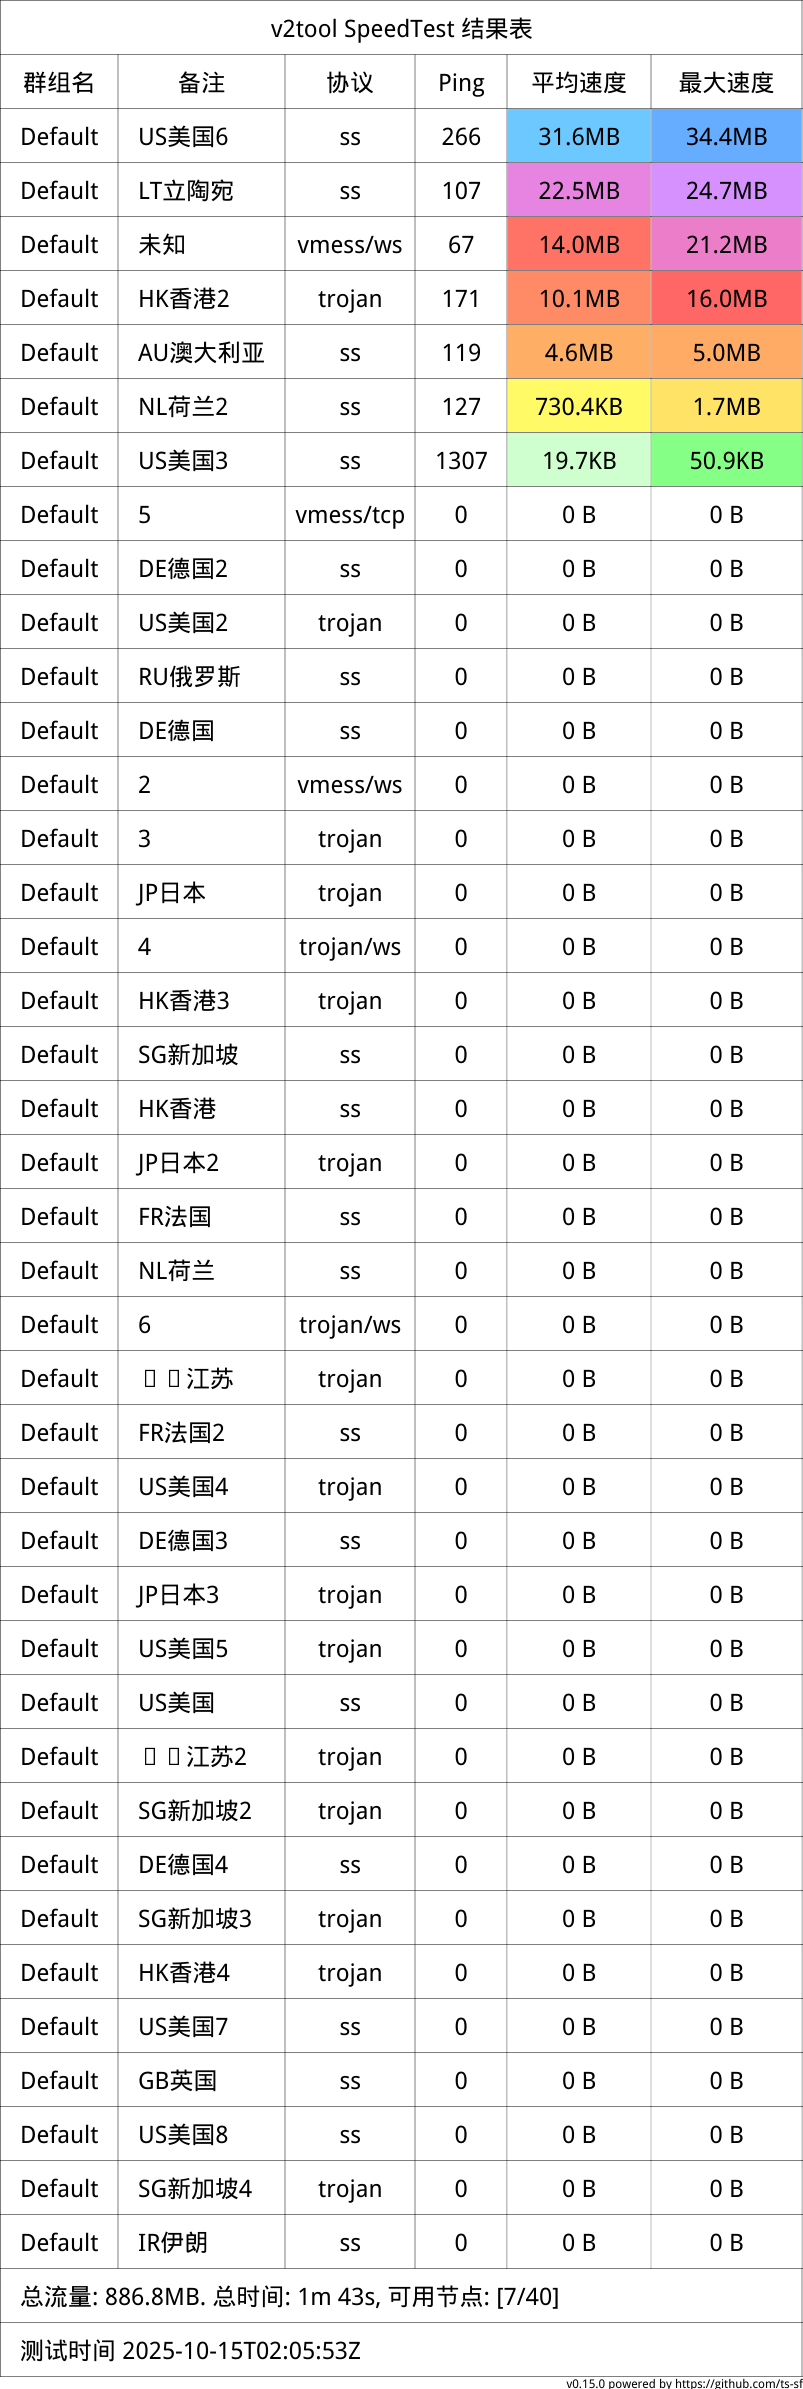 v2tool SpeedTest 结果表
群组名 备注 协议 Ping 平均速度 最大速度
Default US美国6 ss 266 31.6MB 34.4MB
Default LT立陶宛 ss 107 22.5MB 24.7MB
Default 未知 vmess/ws 67 14.0MB 21.2MB
Default HK香港2 trojan 171 10.1MB 16.0MB
Default AU澳大利亚 ss 119 4.6MB 5.0MB
Default NL荷兰2 ss 127 730.4KB 1.7MB
Default US美国3 ss 1307 19.7KB 50.9KB
Default 5 vmess/tcp 0 0 B 0 B
Default DE德国2 ss 0 0 B 0 B
Default US美国2 trojan 0 0 B 0 B
Default RU俄罗斯 ss 0 0 B 0 B
Default DE德国 ss 0 0 B 0 B
Default 2 vmess/ws 0 0 B 0 B
Default 3 trojan 0 0 B 0 B
Default JP日本 trojan 0 0 B 0 B
Default 4 trojan/ws 0 0 B 0 B
Default HK香港3 trojan 0 0 B 0 B
Default SG新加坡 ss 0 0 B 0 B
Default HK香港 ss 0 0 B 0 B
Default JP日本2 trojan 0 0 B 0 B
Default FR法国 ss 0 0 B 0 B
Default NL荷兰 ss 0 0 B 0 B
Default 6 trojan/ws 0 0 B 0 B
Default 江苏 trojan 0 0 B 0 B
Default FR法国2 ss 0 0 B 0 B
Default US美国4 trojan 0 0 B 0 B
Default DE德国3 ss 0 0 B 0 B
Default JP日本3 trojan 0 0 B 0 B
Default US美国5 trojan 0 0 B 0 B
Default US美国 ss 0 0 B 0 B
Default 江苏2 trojan 0 0 B 0 B
Default SG新加坡2 trojan 0 0 B 0 B
Default DE德国4 ss 0 0 B 0 B
Default SG新加坡3 trojan 0 0 B 0 B
Default HK香港4 trojan 0 0 B 0 B
Default US美国7 ss 0 0 B 0 B
Default GB英国 ss 0 0 B 0 B
Default US美国8 ss 0 0 B 0 B
Default SG新加坡4 trojan 0 0 B 0 B
Default IR伊朗 ss 0 0 B 0 B
总流量: 886.8MB. 总时间: 1m 43s, 可用节点: [7/40]
测试时间 2025-10-15T02:05:53Z
v0.15.0 powered by https://github.com/ts-sf